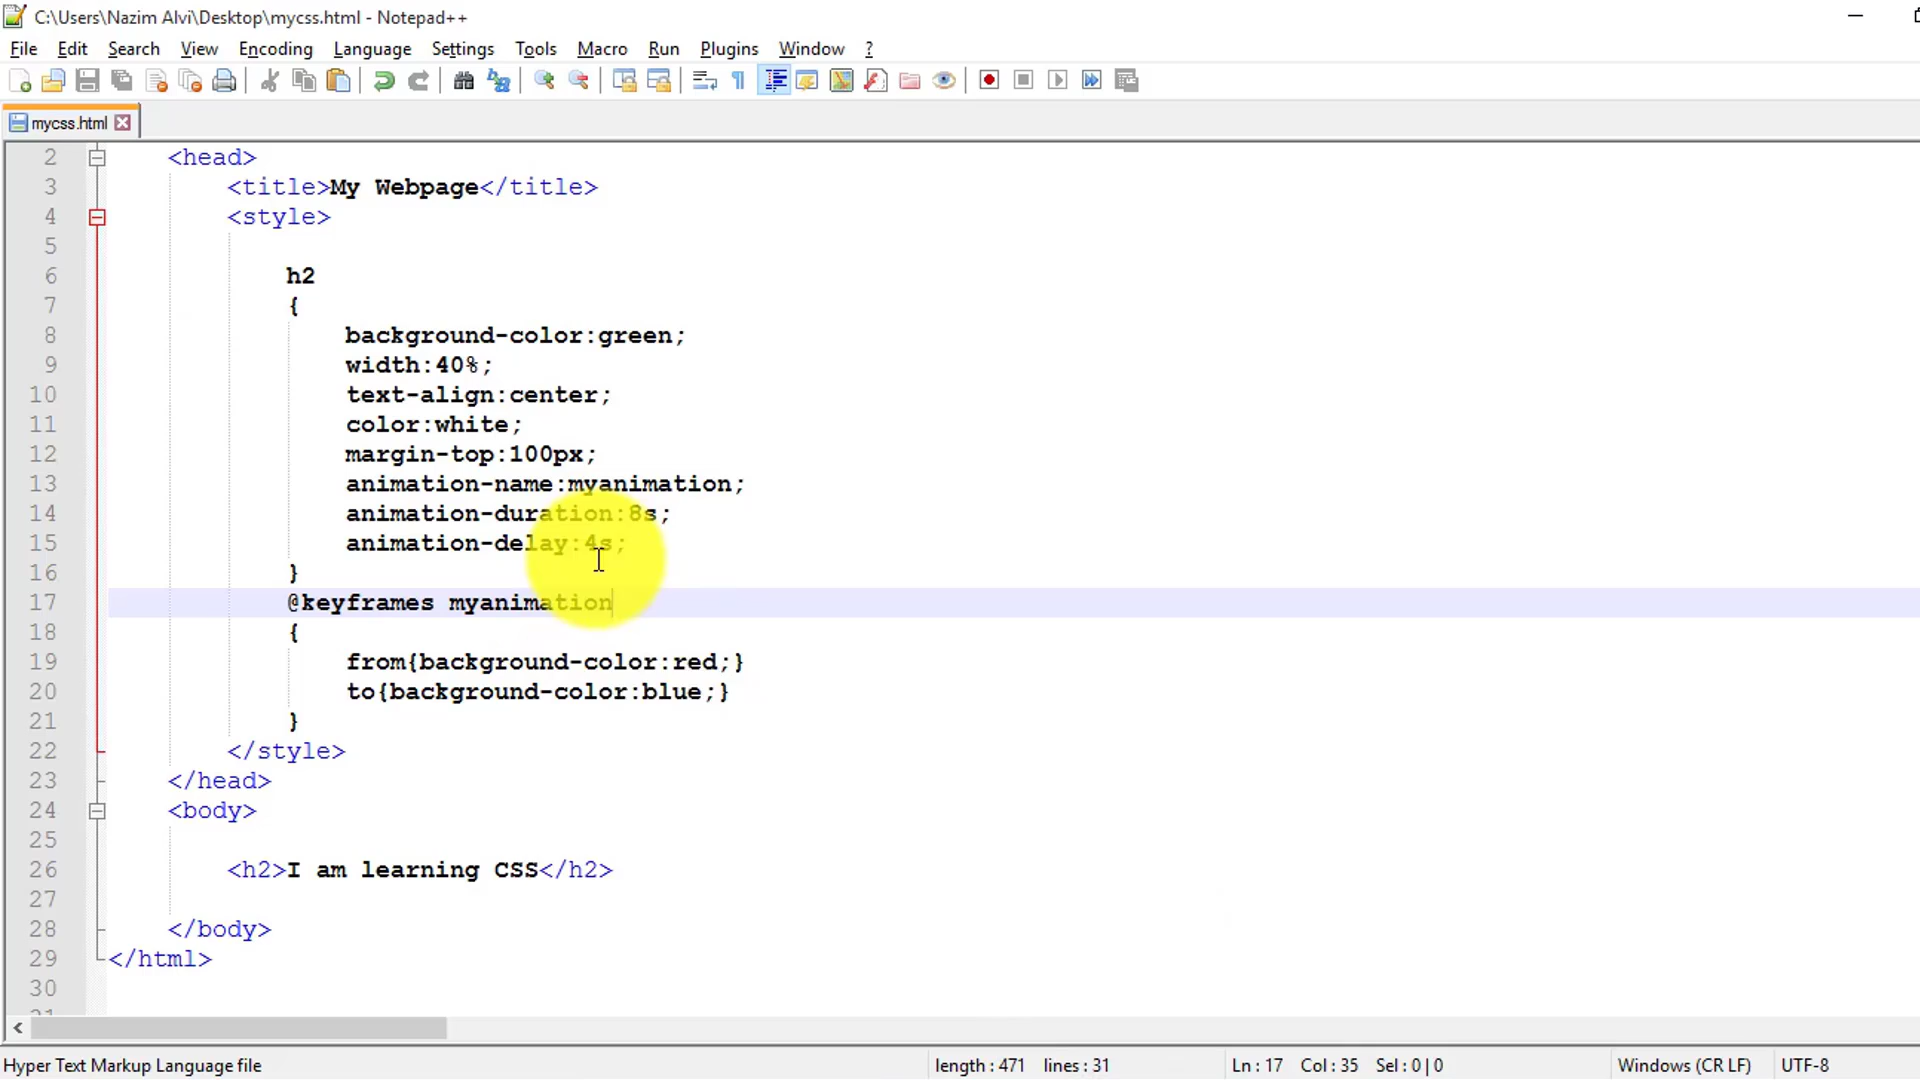 C:\Users\Nazim Alvi\Desktop\mycss.html - Notepad++
File Edit Search View Encoding Language Settings Tools Macro Run Plugins Window ?
mycss.html
2 <head>
3 <title>My Webpage</title>
4 <style>
5
6 h2
7 {
8 background-color:green;
9 width:40%;
10 text-align:center;
11 color:white;
12 margin-top:100px;
13 animation-name:myanimation;
14 animation-duration:8s;
15 animation-delay:4s;
16 }
17 @keyframes myanimation
18 {
19 from{background-color:red;}
20 to{background-color:blue;}
21 }
22 </style>
23 </head>
24 <body>
25
26 <h2>I am learning CSS</h2>
27
28 </body>
29 </html>
30
Hyper Text Markup Language file length : 471 lines : 31 Ln : 17 Col : 35 Sel : 0 | 0 Windows (CR LF) UTF-8